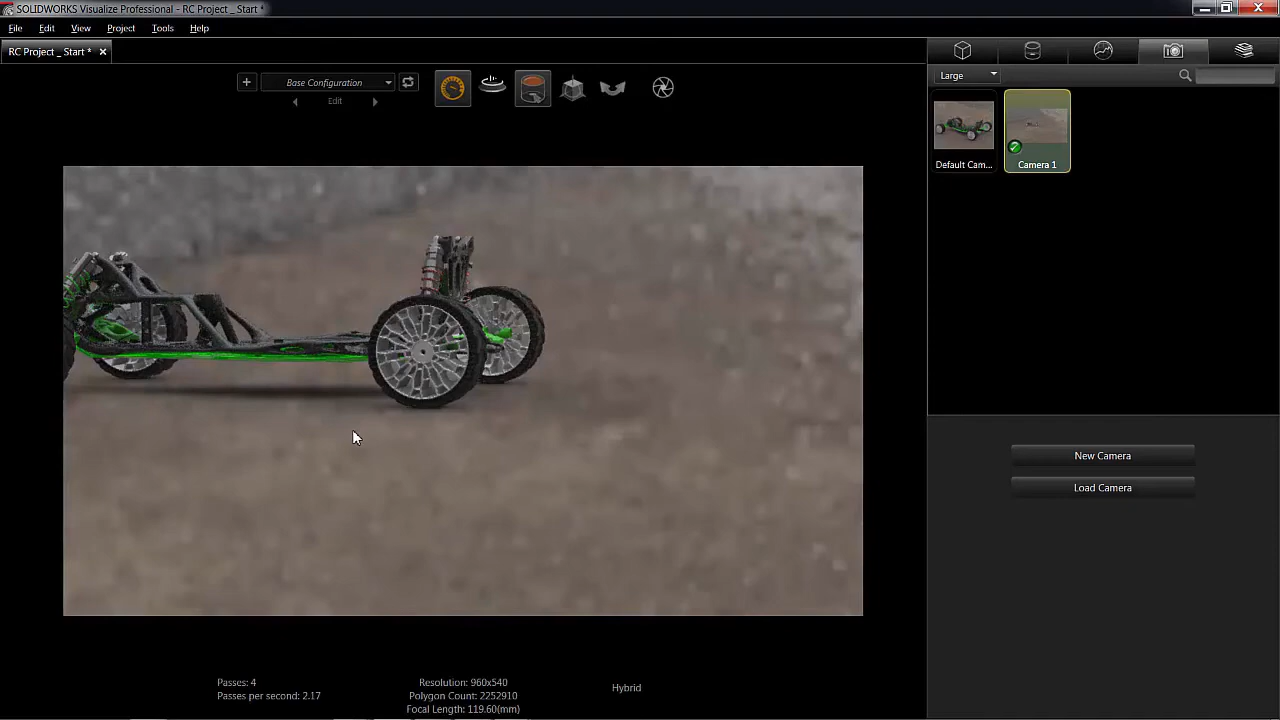 SOLIDWORKS Visualize Professional - RC Project _ Start *
File Edit View Project Tools Help
RC Project _ Start *
Base Configuration
Edit
Large
Default Cam...
Camera 1
New Camera
Load Camera
Passes: 4
Passes per second: 2.17
Resolution: 960x540
Polygon Count: 2252910
Focal Length: 119.60(mm)
Hybrid